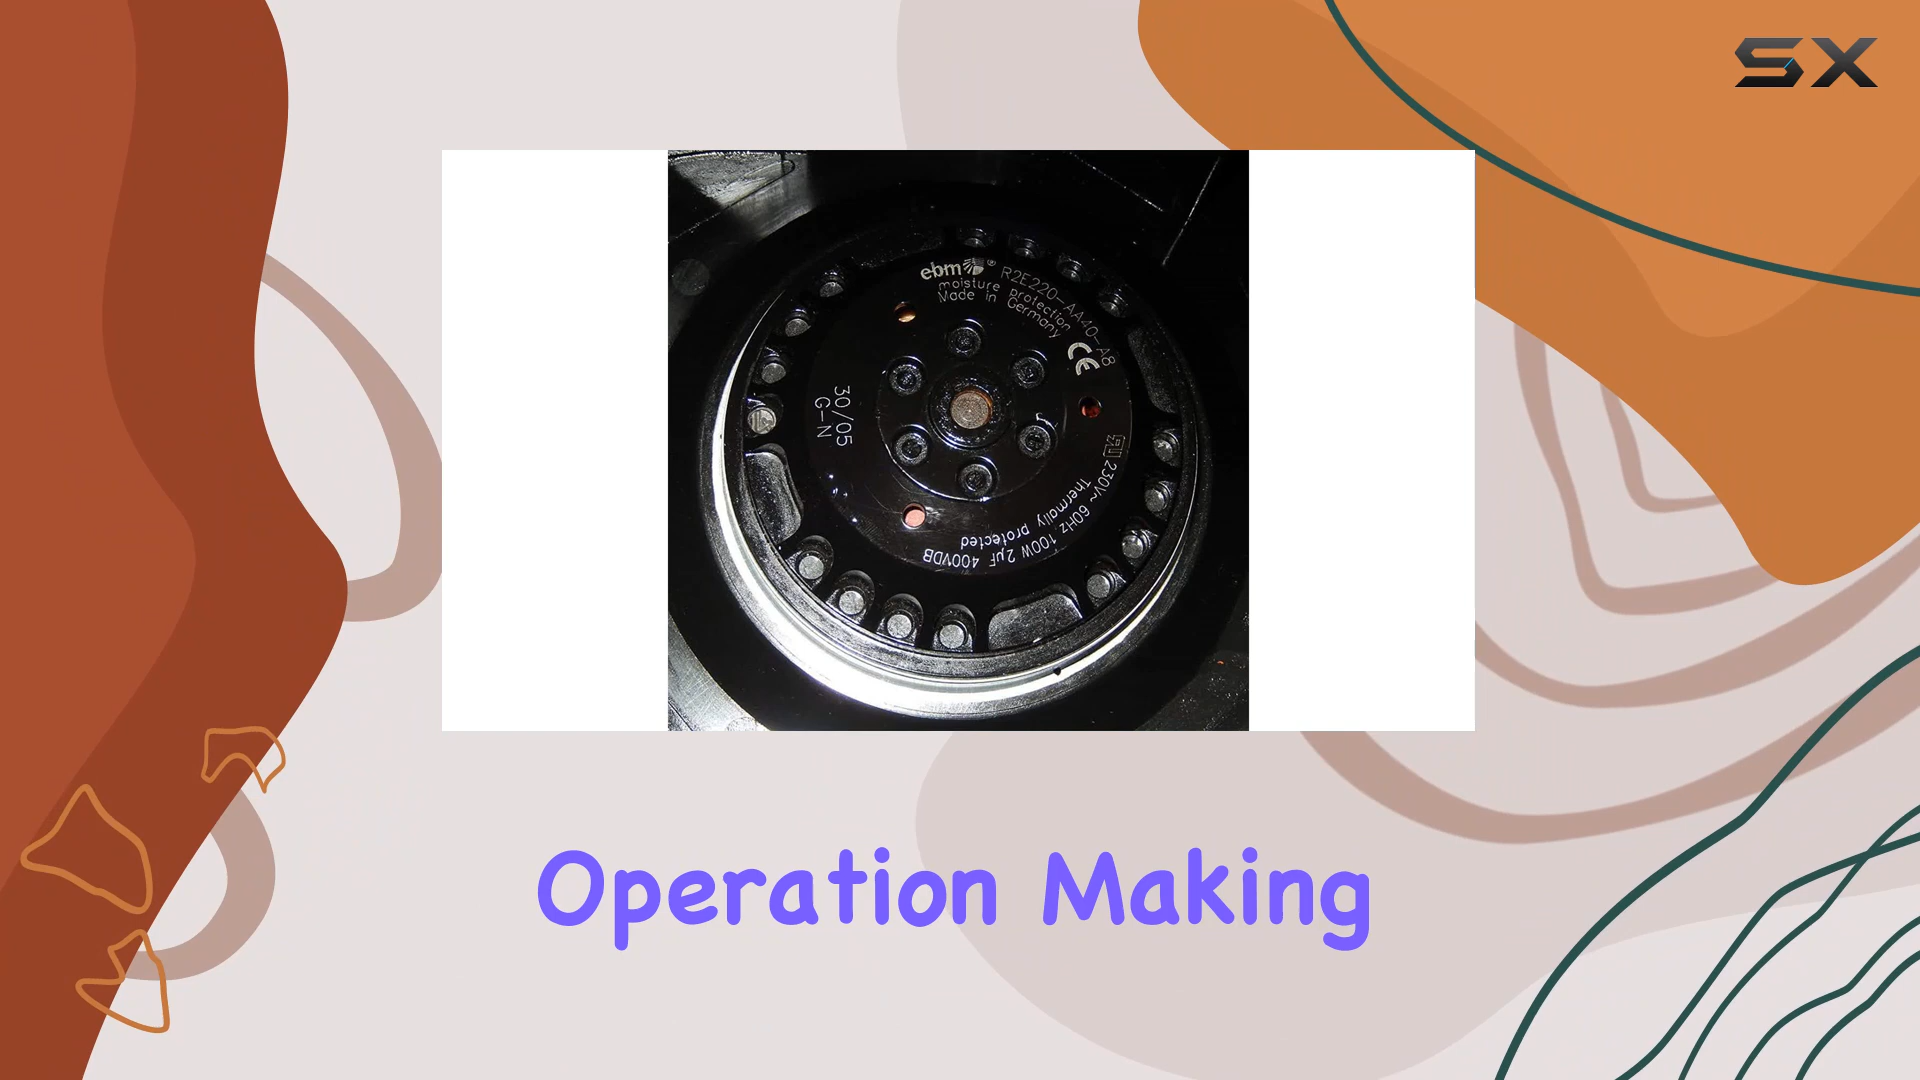 SX
ebm ® R2E220-AA40-A8
moisture protection
Made in Germany
CE
30/05
G-N
230V~ 60Hz 100W 2µF 400VDB
Thermally protected
Operation Making